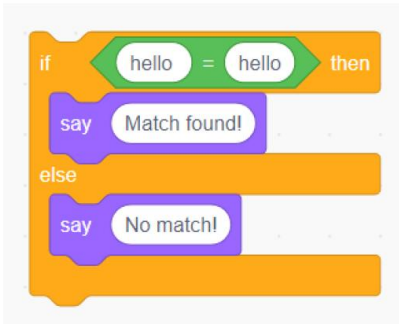 if hello = hello then
say Match found!
else
say No match!